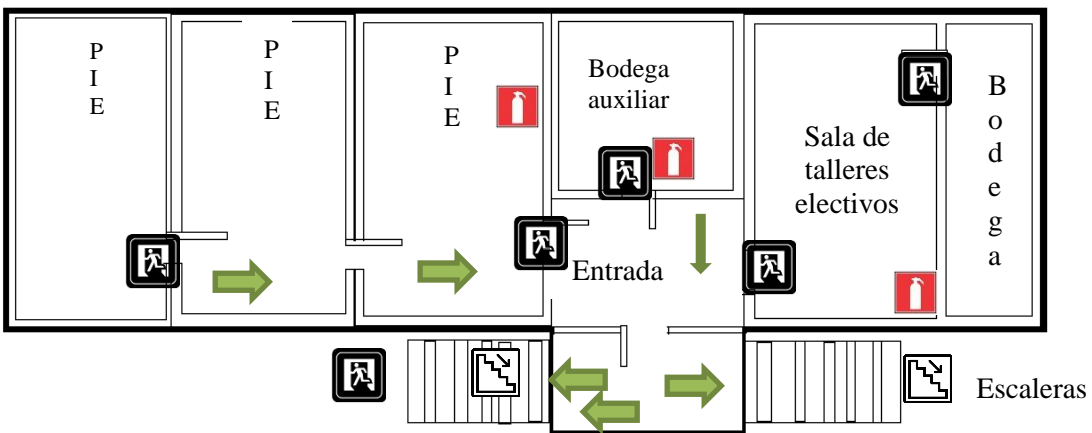 P
I
E
P
I
E
P
I
E
Bodega
auxiliar
Sala de
talleres
electivos
B
o
d
e
g
a
Entrada
Escaleras